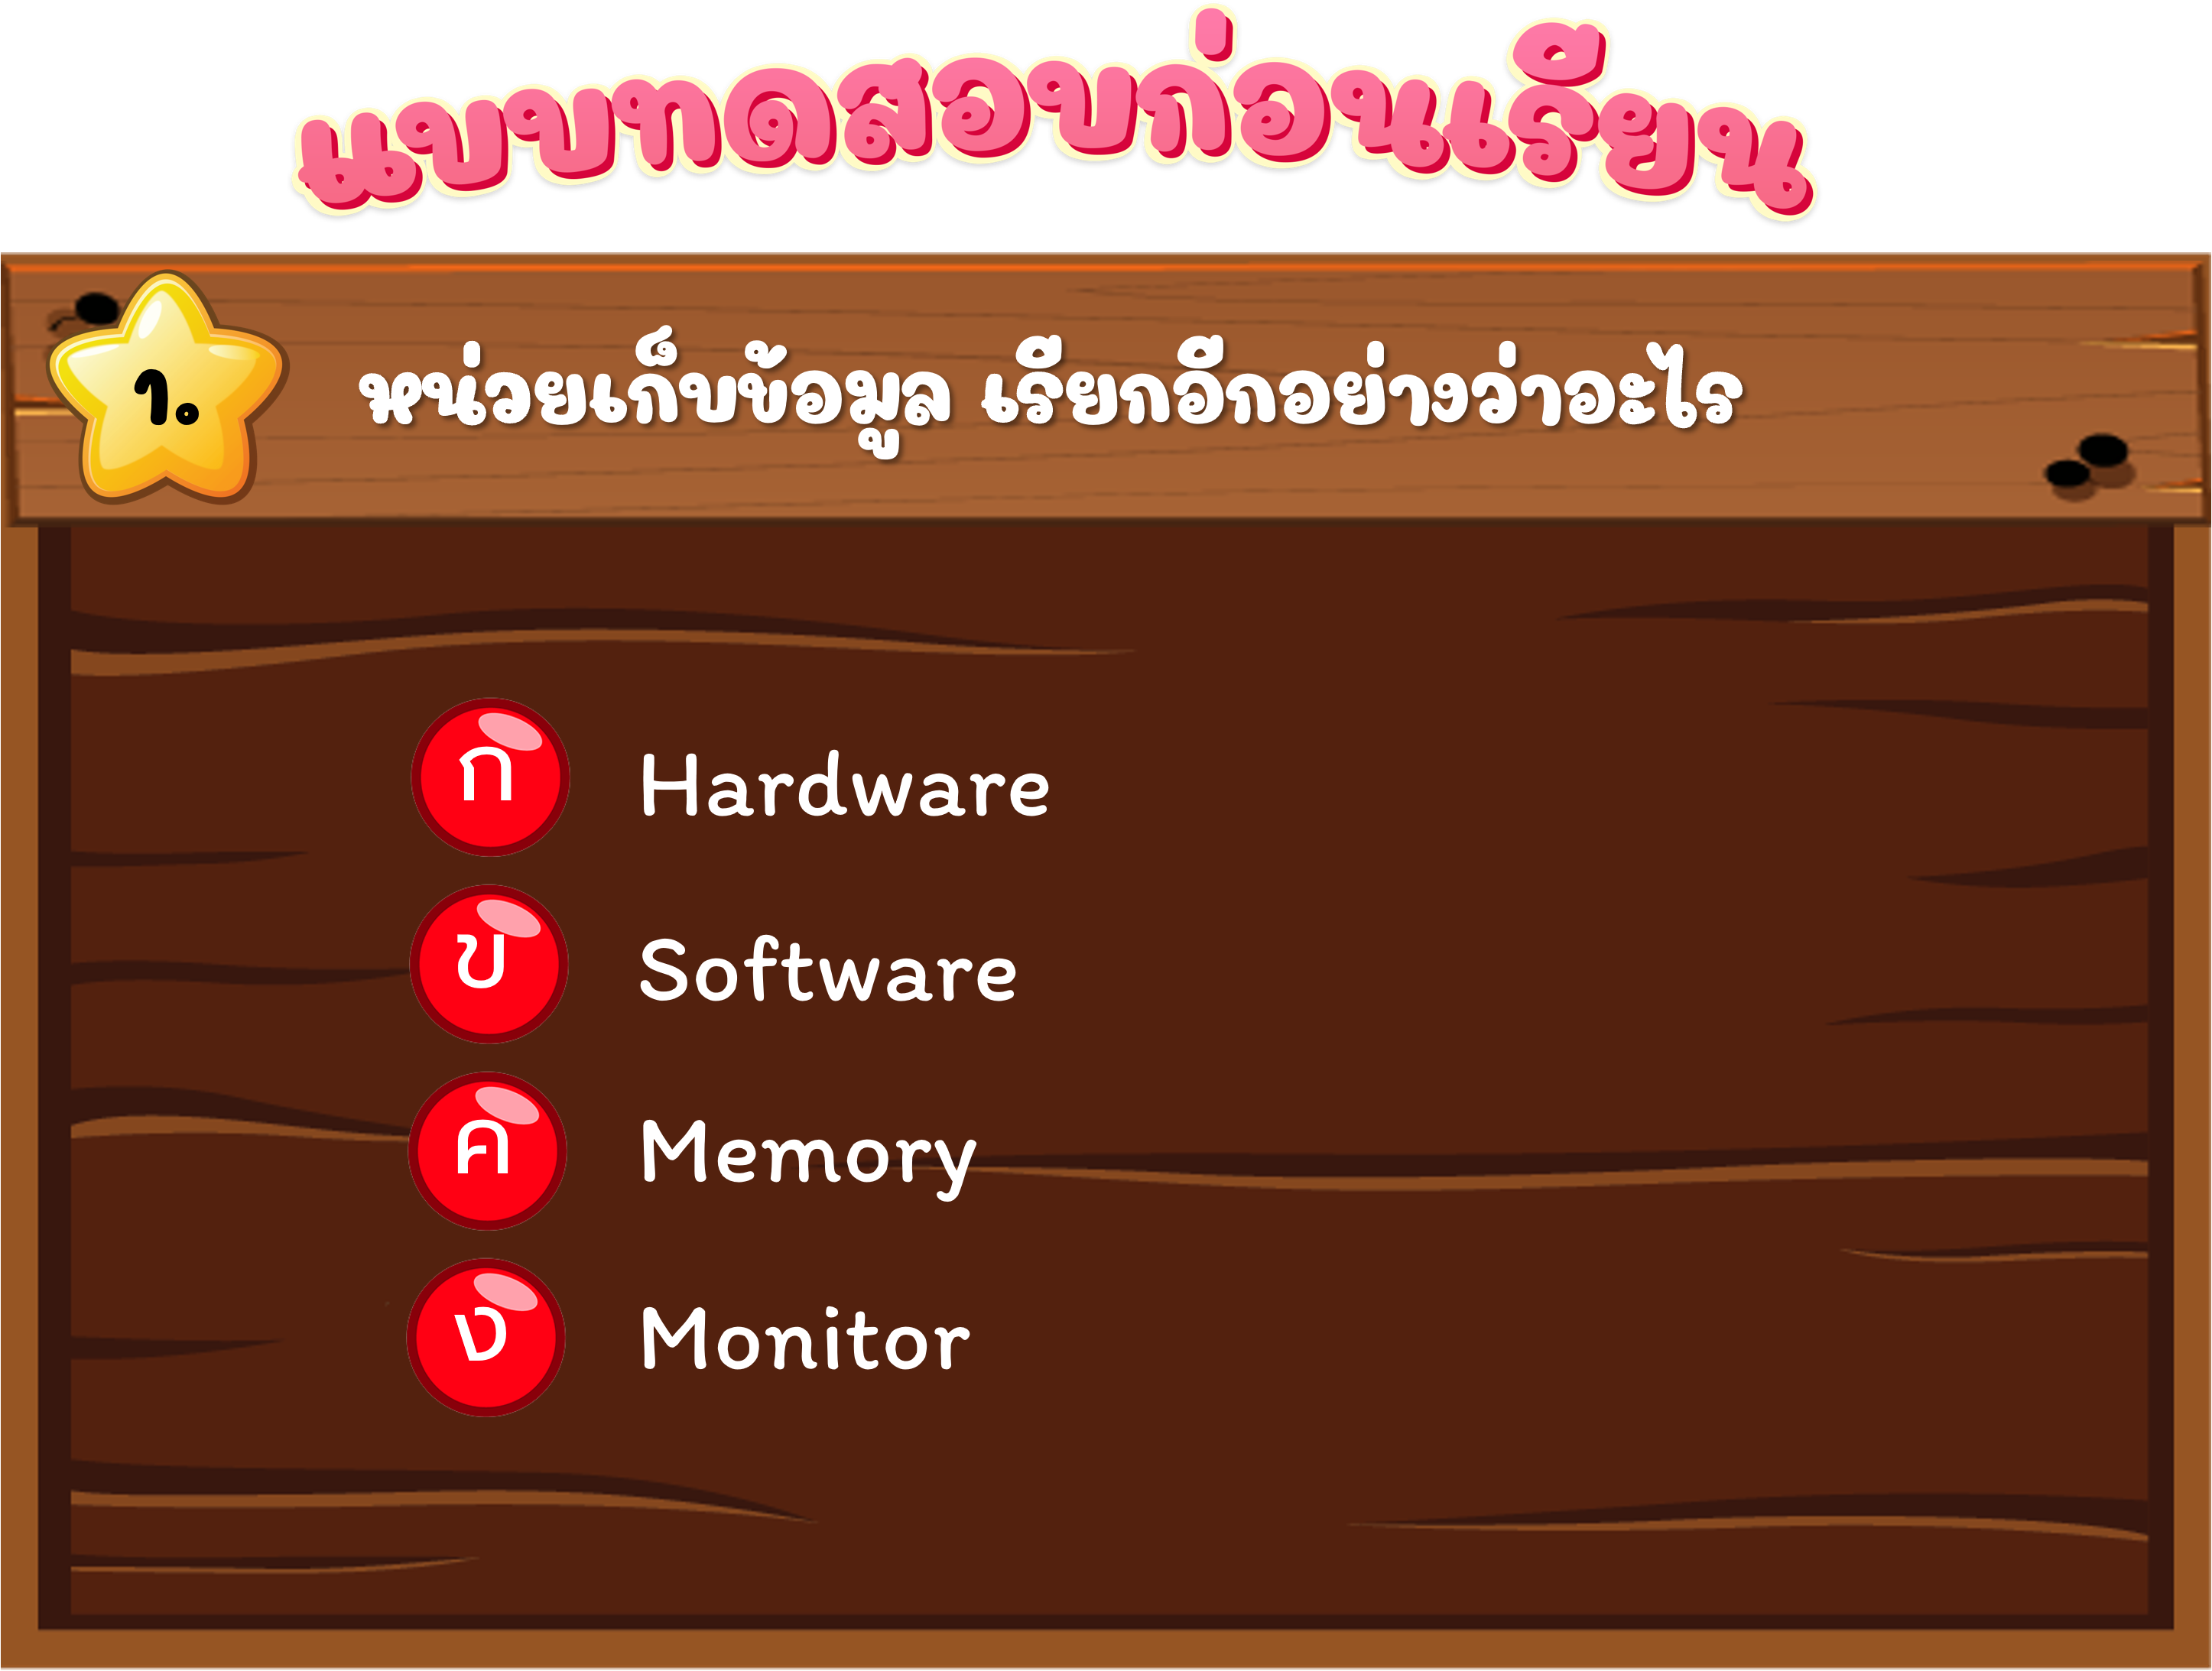 แบบทดสอบก่อนเรียน
1. หน่วยเก็บข้อมูล เรียกอีกอย่างว่าอะไร
ก Hardware
ข Software
ค Memory
ง Monitor